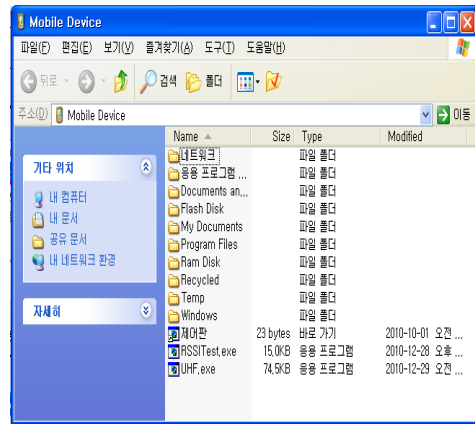 Mobile Device
파일(F) 편집(E) 보기(V) 즐겨찾기(A) 도구(T) 도움말(H)
뒤로 검색 폴더
주소(D) Mobile Device 이동
Name Size Type Modified
기타 위치
내 컴퓨터
내 문서
공유 문서
내 네트워크 환경
자세히
네트워크 파일 폴더
응용 프로그램 ... 파일 폴더
Documents an... 파일 폴더
Flash Disk 파일 폴더
My Documents 파일 폴더
Program Files 파일 폴더
Ram Disk 파일 폴더
Recycled 파일 폴더
Temp 파일 폴더
Windows 파일 폴더
제어판 23 bytes 바로 가기 2010-10-01 오전 ...
RSSITest.exe 15.0KB 응용 프로그램 2010-12-28 오후 ...
UHF.exe 74.5KB 응용 프로그램 2010-12-29 오전 ...